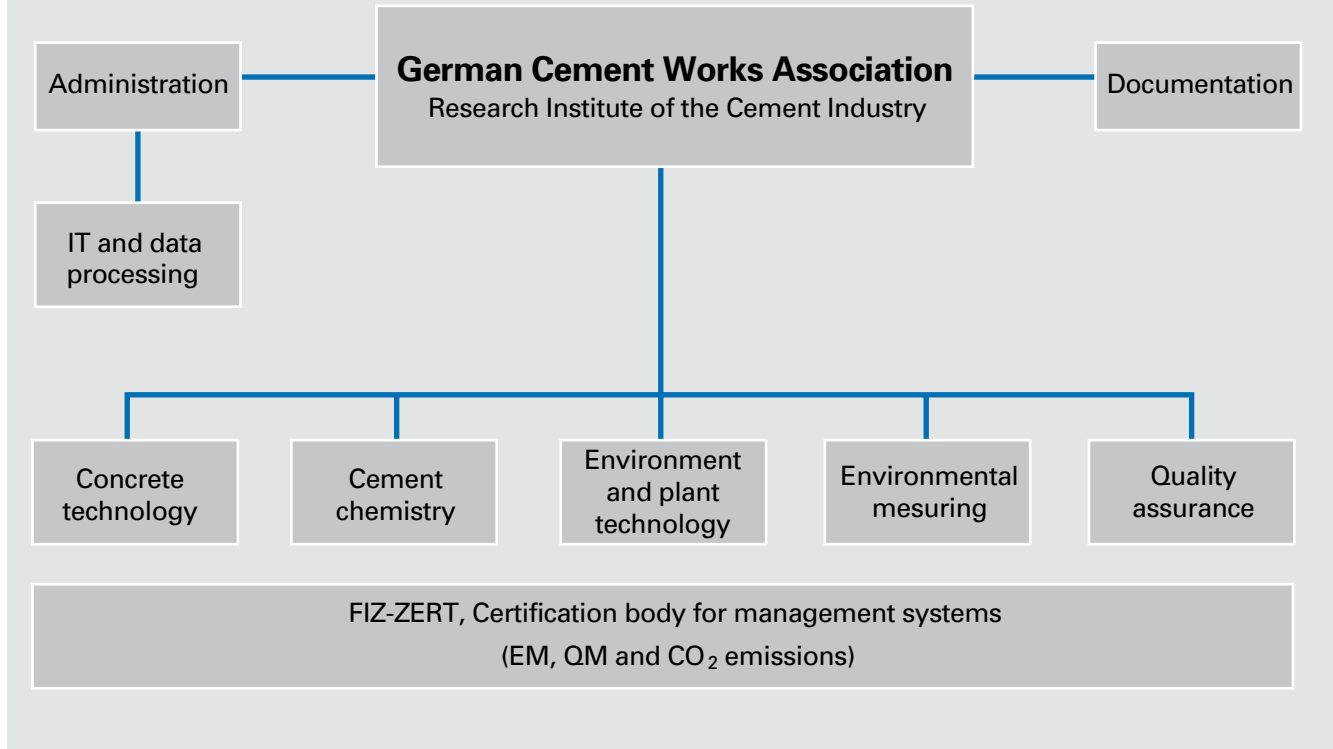 German Cement Works Association
Research Institute of the Cement Industry
Administration
Documentation
IT and data
processing
Concrete
technology
Cement
chemistry
Environment
and plant
technology
Environmental
mesuring
Quality
assurance
FIZ-ZERT, Certification body for management systems
(EM, QM and CO₂ emissions)